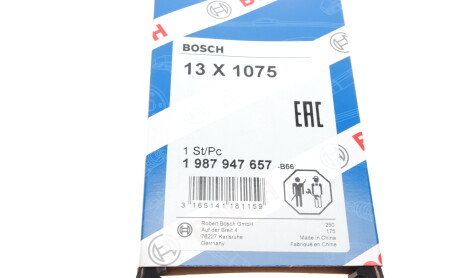 BOSCH
13 X 1075
EAC
1 St/Pc
1 987 947 657 -B66
3 165141 181159
Robert Bosch GmbH
Auf der Breit 4
76227 Karlsruhe
Germany
Made in China
Fabriqué en Chine